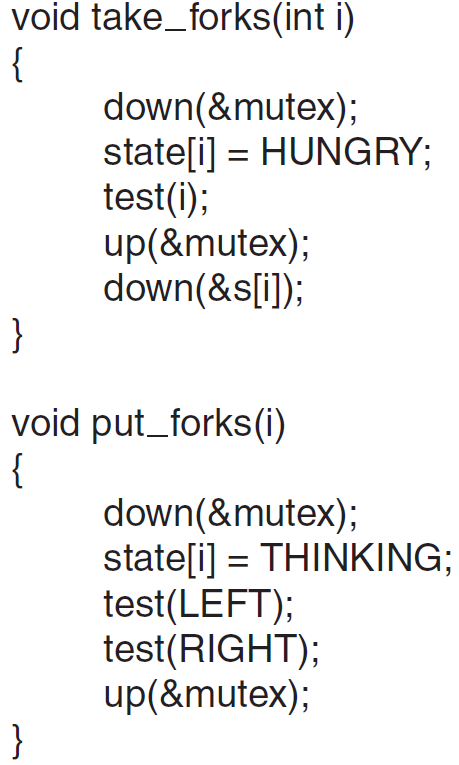 void take_forks(int i)
{
down(&mutex);
state[i] = HUNGRY;
test(i);
up(&mutex);
down(&s[i]);
}
void put_forks(i)
{
down(&mutex);
state[i] = THINKING;
test(LEFT);
test(RIGHT);
up(&mutex);
}